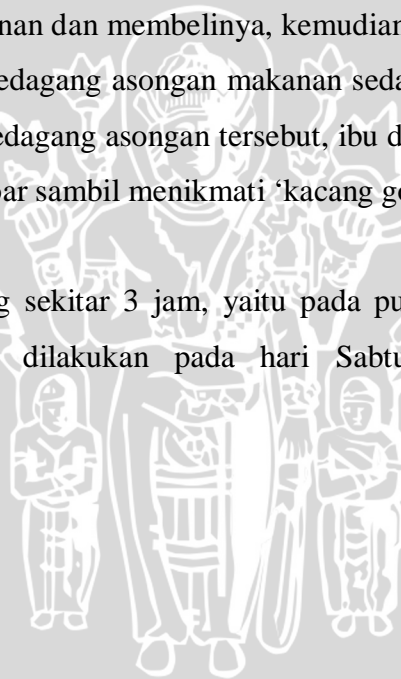 nan dan membelinya, kemudian
edagang asongan makanan seda
edagang asongan tersebut, ibu d
par sambil menikmati ‘kacang go
g sekitar 3 jam, yaitu pada pu
dilakukan pada hari Sabtu